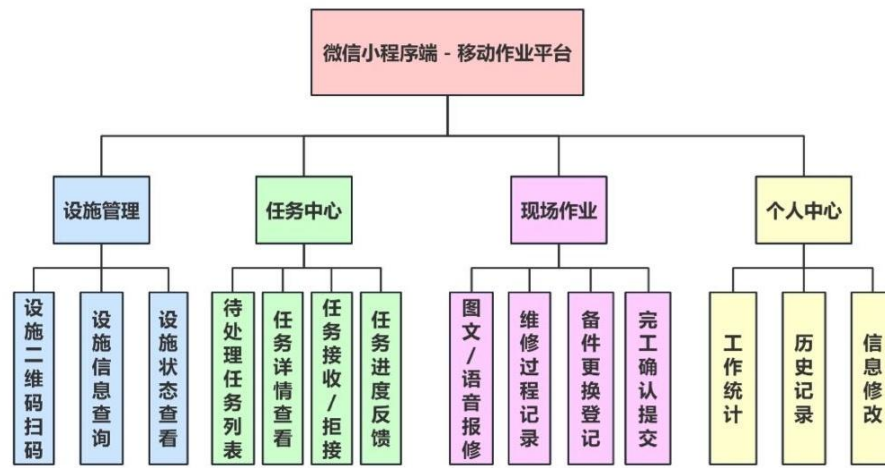 微信小程序端 - 移动作业平台
设施管理
任务中心
现场作业
个人中心
设施二维码扫码
设施信息查询
设施状态查看
待处理任务列表
任务详情查看
任务接收/拒接
任务进度反馈
图文/语音报修
维修过程记录
备件更换登记
完工确认提交
工作统计
历史记录
信息修改